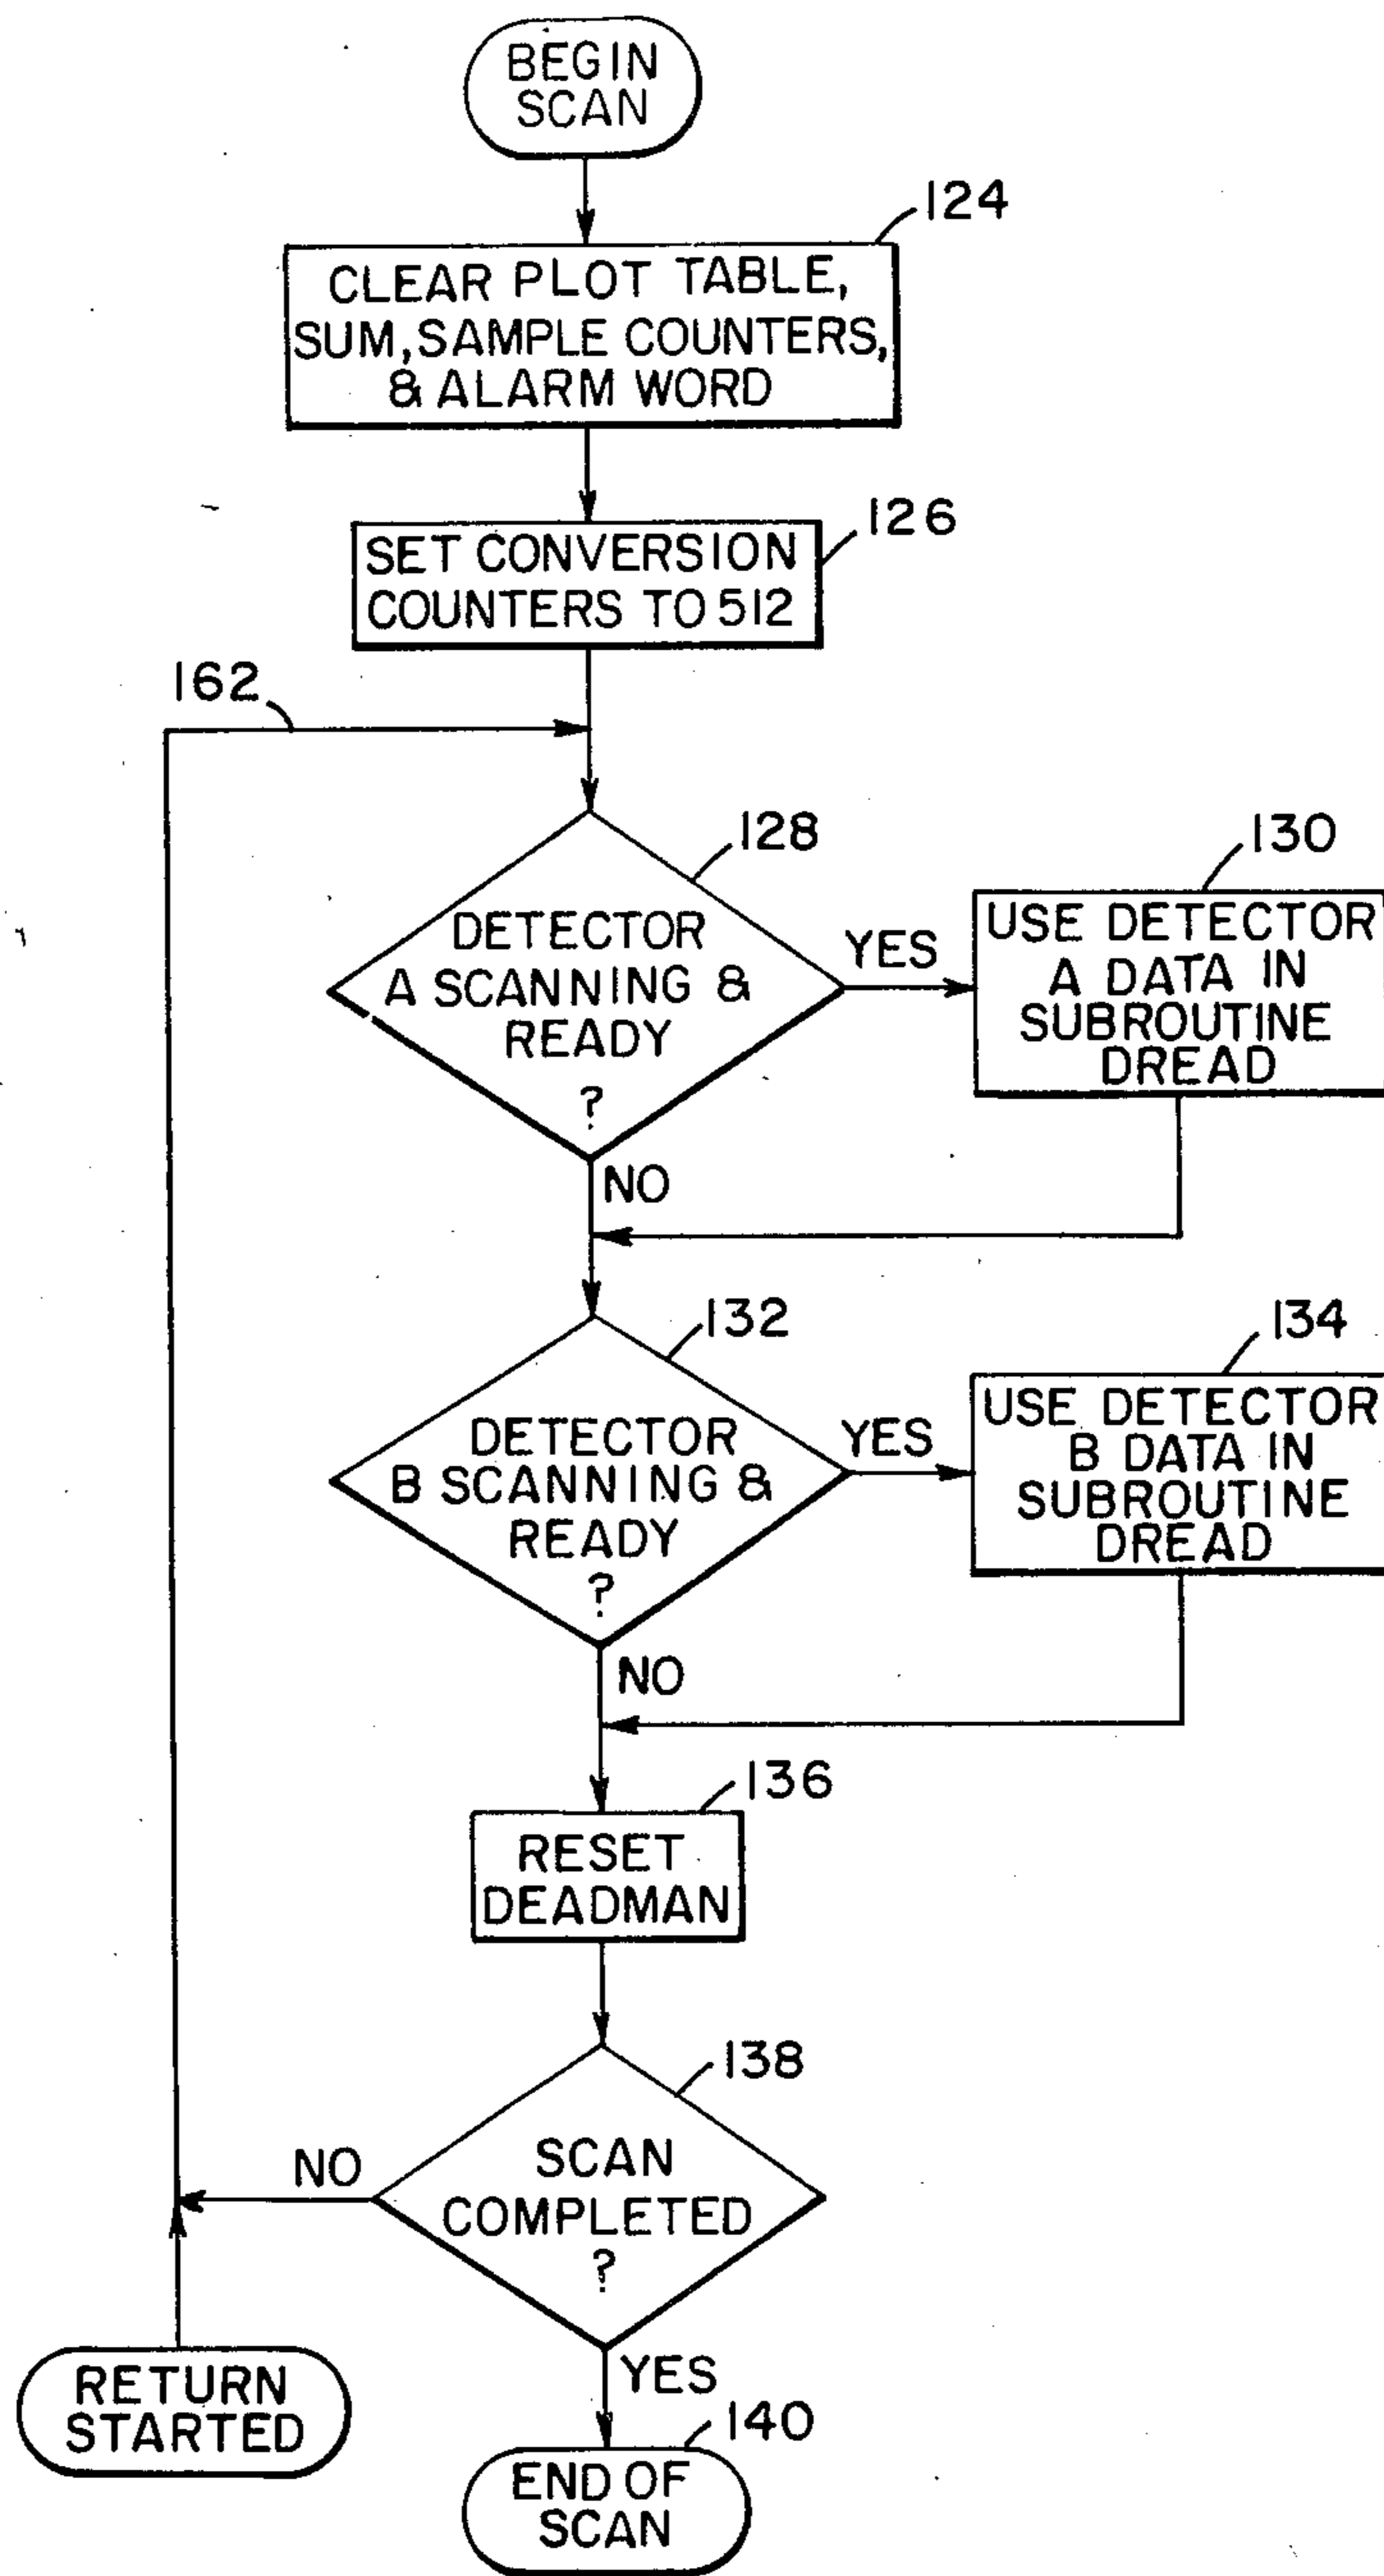 BEGIN
SCAN
124
CLEAR PLOT TABLE,
SUM, SAMPLE COUNTERS,
& ALARM WORD
126
SET CONVERSION
COUNTERS TO 512
162
128
DETECTOR
A SCANNING &
READY
?
YES
NO
130
USE DETECTOR
A DATA IN
SUBROUTINE
DREAD
132
DETECTOR
B SCANNING &
READY
?
YES
NO
134
USE DETECTOR
B DATA IN
SUBROUTINE
DREAD
136
RESET
DEADMAN
138
SCAN
COMPLETED
?
NO
YES
RETURN
STARTED
140
END OF
SCAN